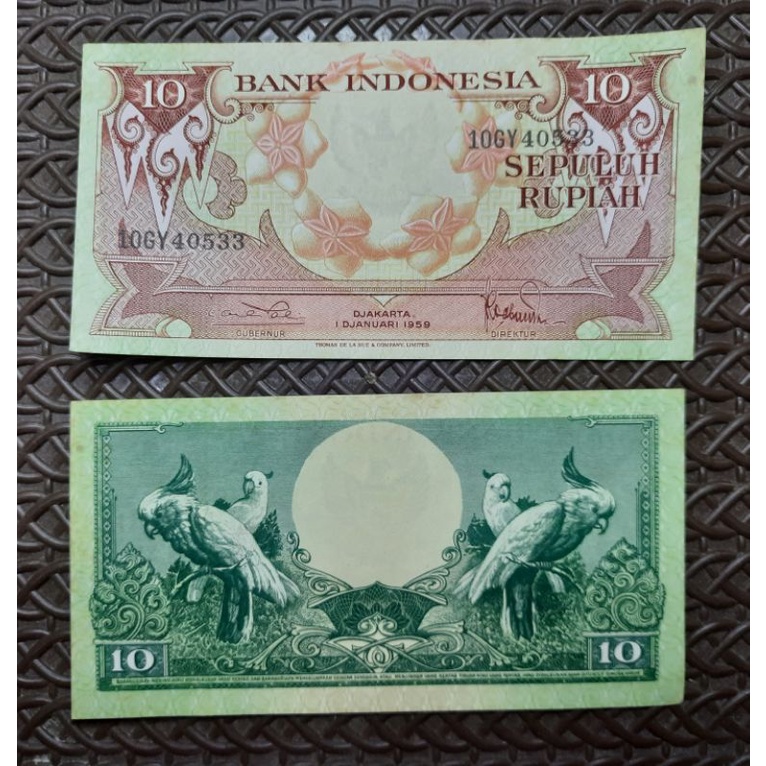 10 BANK INDONESIA 10
10GY40533
SEPULUH
RUPIAH
10GY40533
DJAKARTA.
1 DJANUARI 1959
GUBERNUR
DIREKTUR
THOMAS DE LA RUE & COMPANY, LIMITED.
10 10